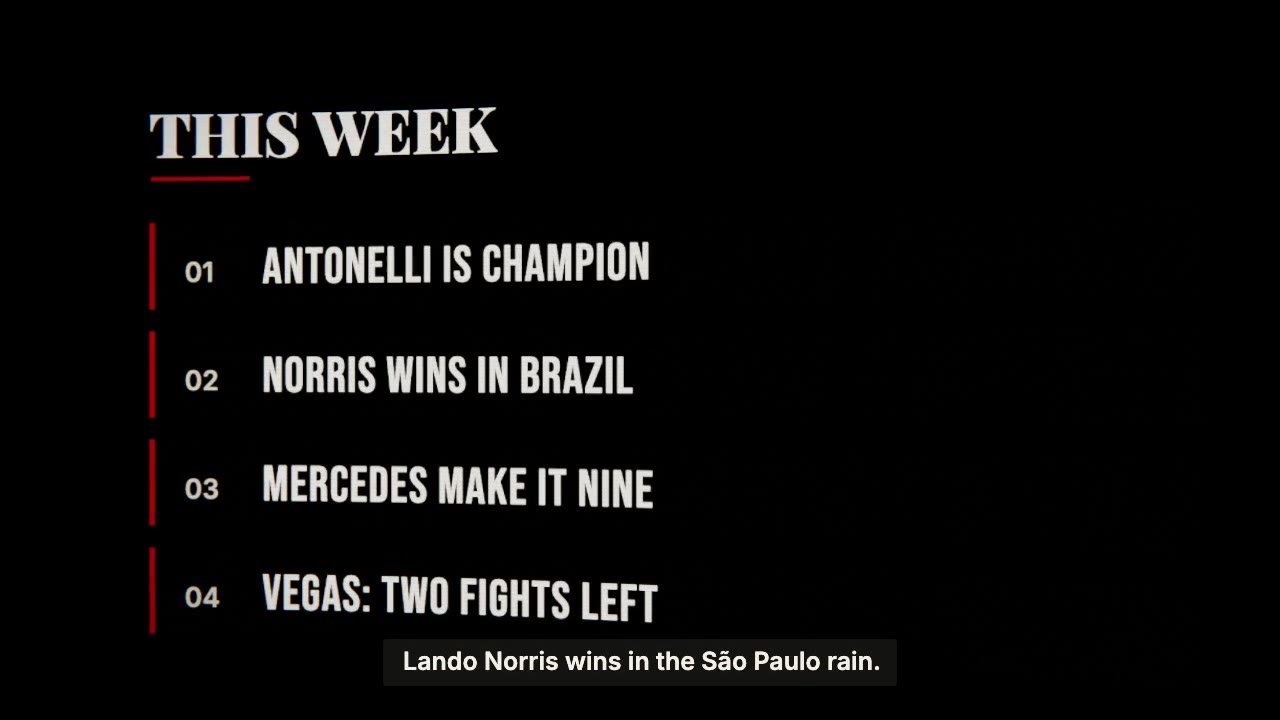 THIS WEEK
01 ANTONELLI IS CHAMPION
02 NORRIS WINS IN BRAZIL
03 MERCEDES MAKE IT NINE
04 VEGAS: TWO FIGHTS LEFT
Lando Norris wins in the São Paulo rain.